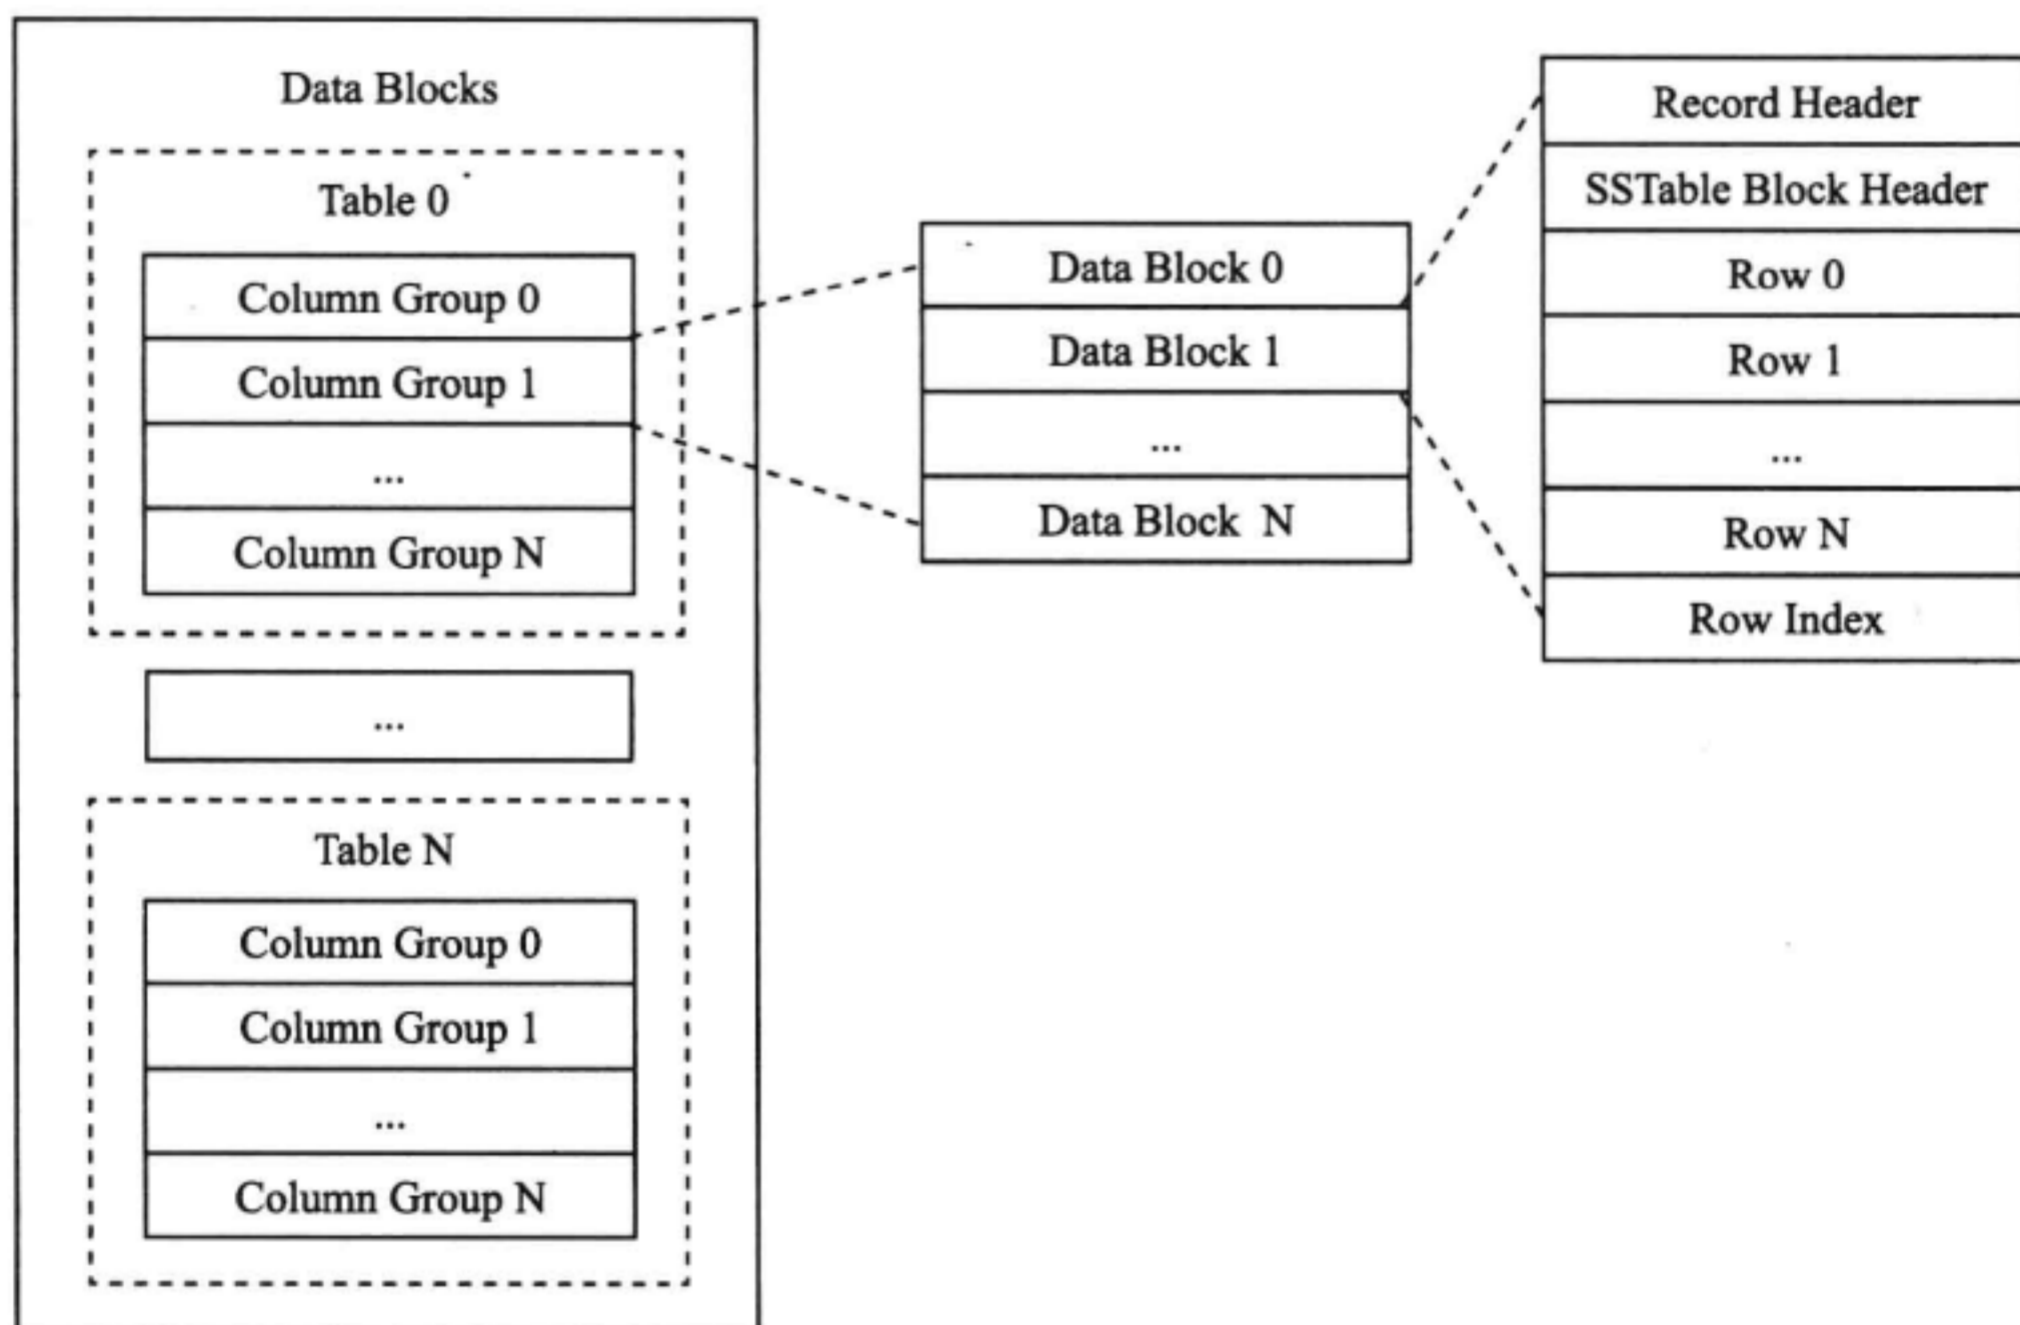 Data Blocks
Table 0
Column Group 0
Column Group 1
...
Column Group N
...
Table N
Column Group 0
Column Group 1
...
Column Group N
Data Block 0
Data Block 1
...
Data Block N
Record Header
SSTable Block Header
Row 0
Row 1
...
Row N
Row Index